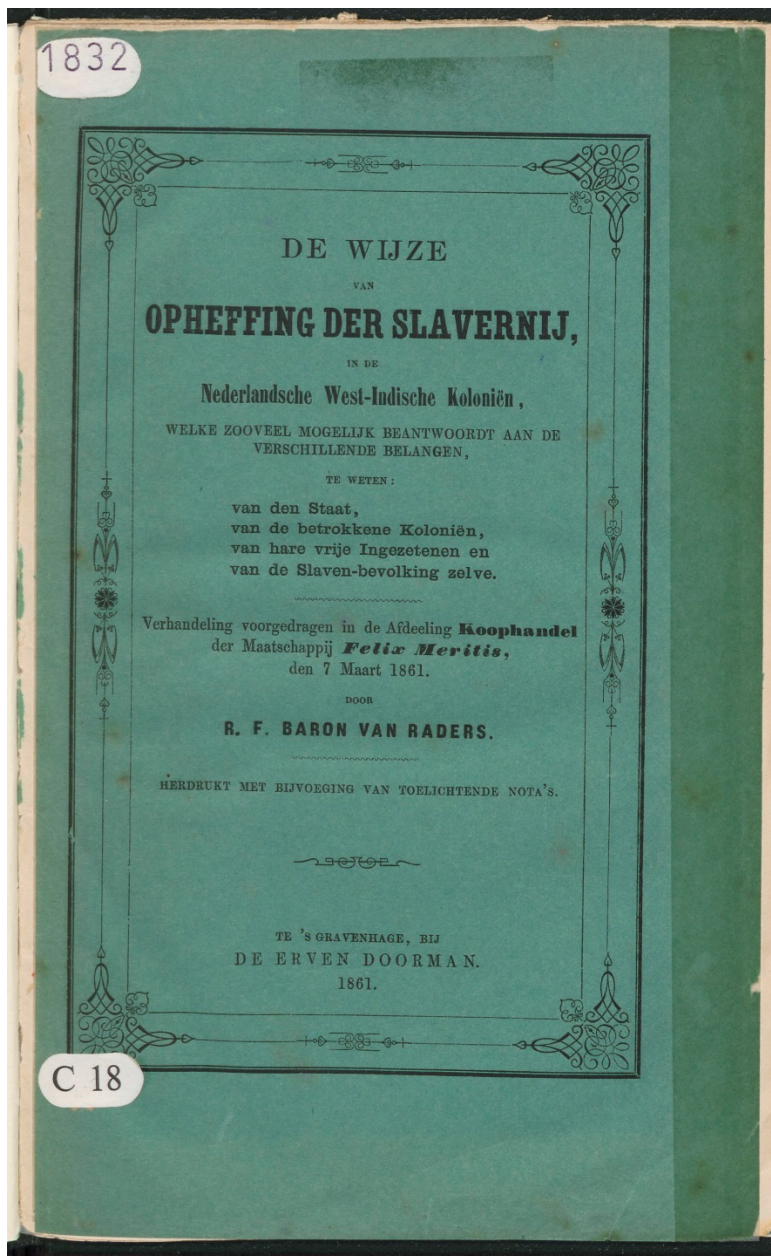 1832
DE WIJZE
VAN
OPHEFFING DER SLAVERNIJ,
IN DE
Nederlandsche West-Indische Koloniën,
WELKE ZOOVEEL MOGELIJK BEANTWOORDT AAN DE
VERSCHILLENDE BELANGEN,
TE WETEN:
van den Staat,
van de betrokkene Koloniën,
van hare vrije Ingezetenen en
van de Slaven-bevolking zelve.
Verhandeling voorgedragen in de Afdeeling Koophandel
der Maatschappij Felix Meritis,
den 7 Maart 1861.
DOOR
R. F. BARON VAN RADERS.
HERDRUKT MET BIJVOEGING VAN TOELICHTENDE NOTA'S.
TE 'S GRAVENHAGE, BIJ
DE ERVEN DOORMAN.
1861.
C 18